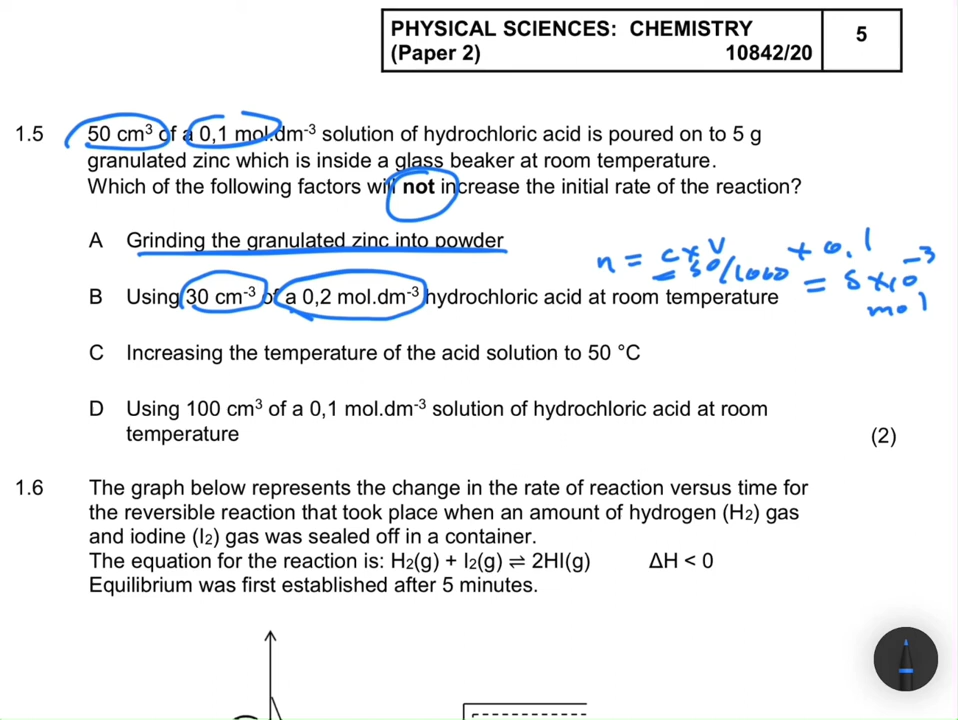 PHYSICAL SCIENCES: CHEMISTRY
(Paper 2) 10842/20
5
1.5 50 cm³ of a 0,1 mol.dm⁻³ solution of hydrochloric acid is poured on to 5 g
granulated zinc which is inside a glass beaker at room temperature.
Which of the following factors will not increase the initial rate of the reaction?
A Grinding the granulated zinc into powder
n = c x V
= 50/1000 x 0.1
= 5 x10⁻³
mol
B Using 30 cm⁻³ of a 0,2 mol.dm⁻³ hydrochloric acid at room temperature
C Increasing the temperature of the acid solution to 50 °C
D Using 100 cm³ of a 0,1 mol.dm⁻³ solution of hydrochloric acid at room
temperature
(2)
1.6 The graph below represents the change in the rate of reaction versus time for
the reversible reaction that took place when an amount of hydrogen (H₂) gas
and iodine (I₂) gas was sealed off in a container.
The equation for the reaction is: H₂(g) + I₂(g) ⇌ 2HI(g) ΔH < 0
Equilibrium was first established after 5 minutes.